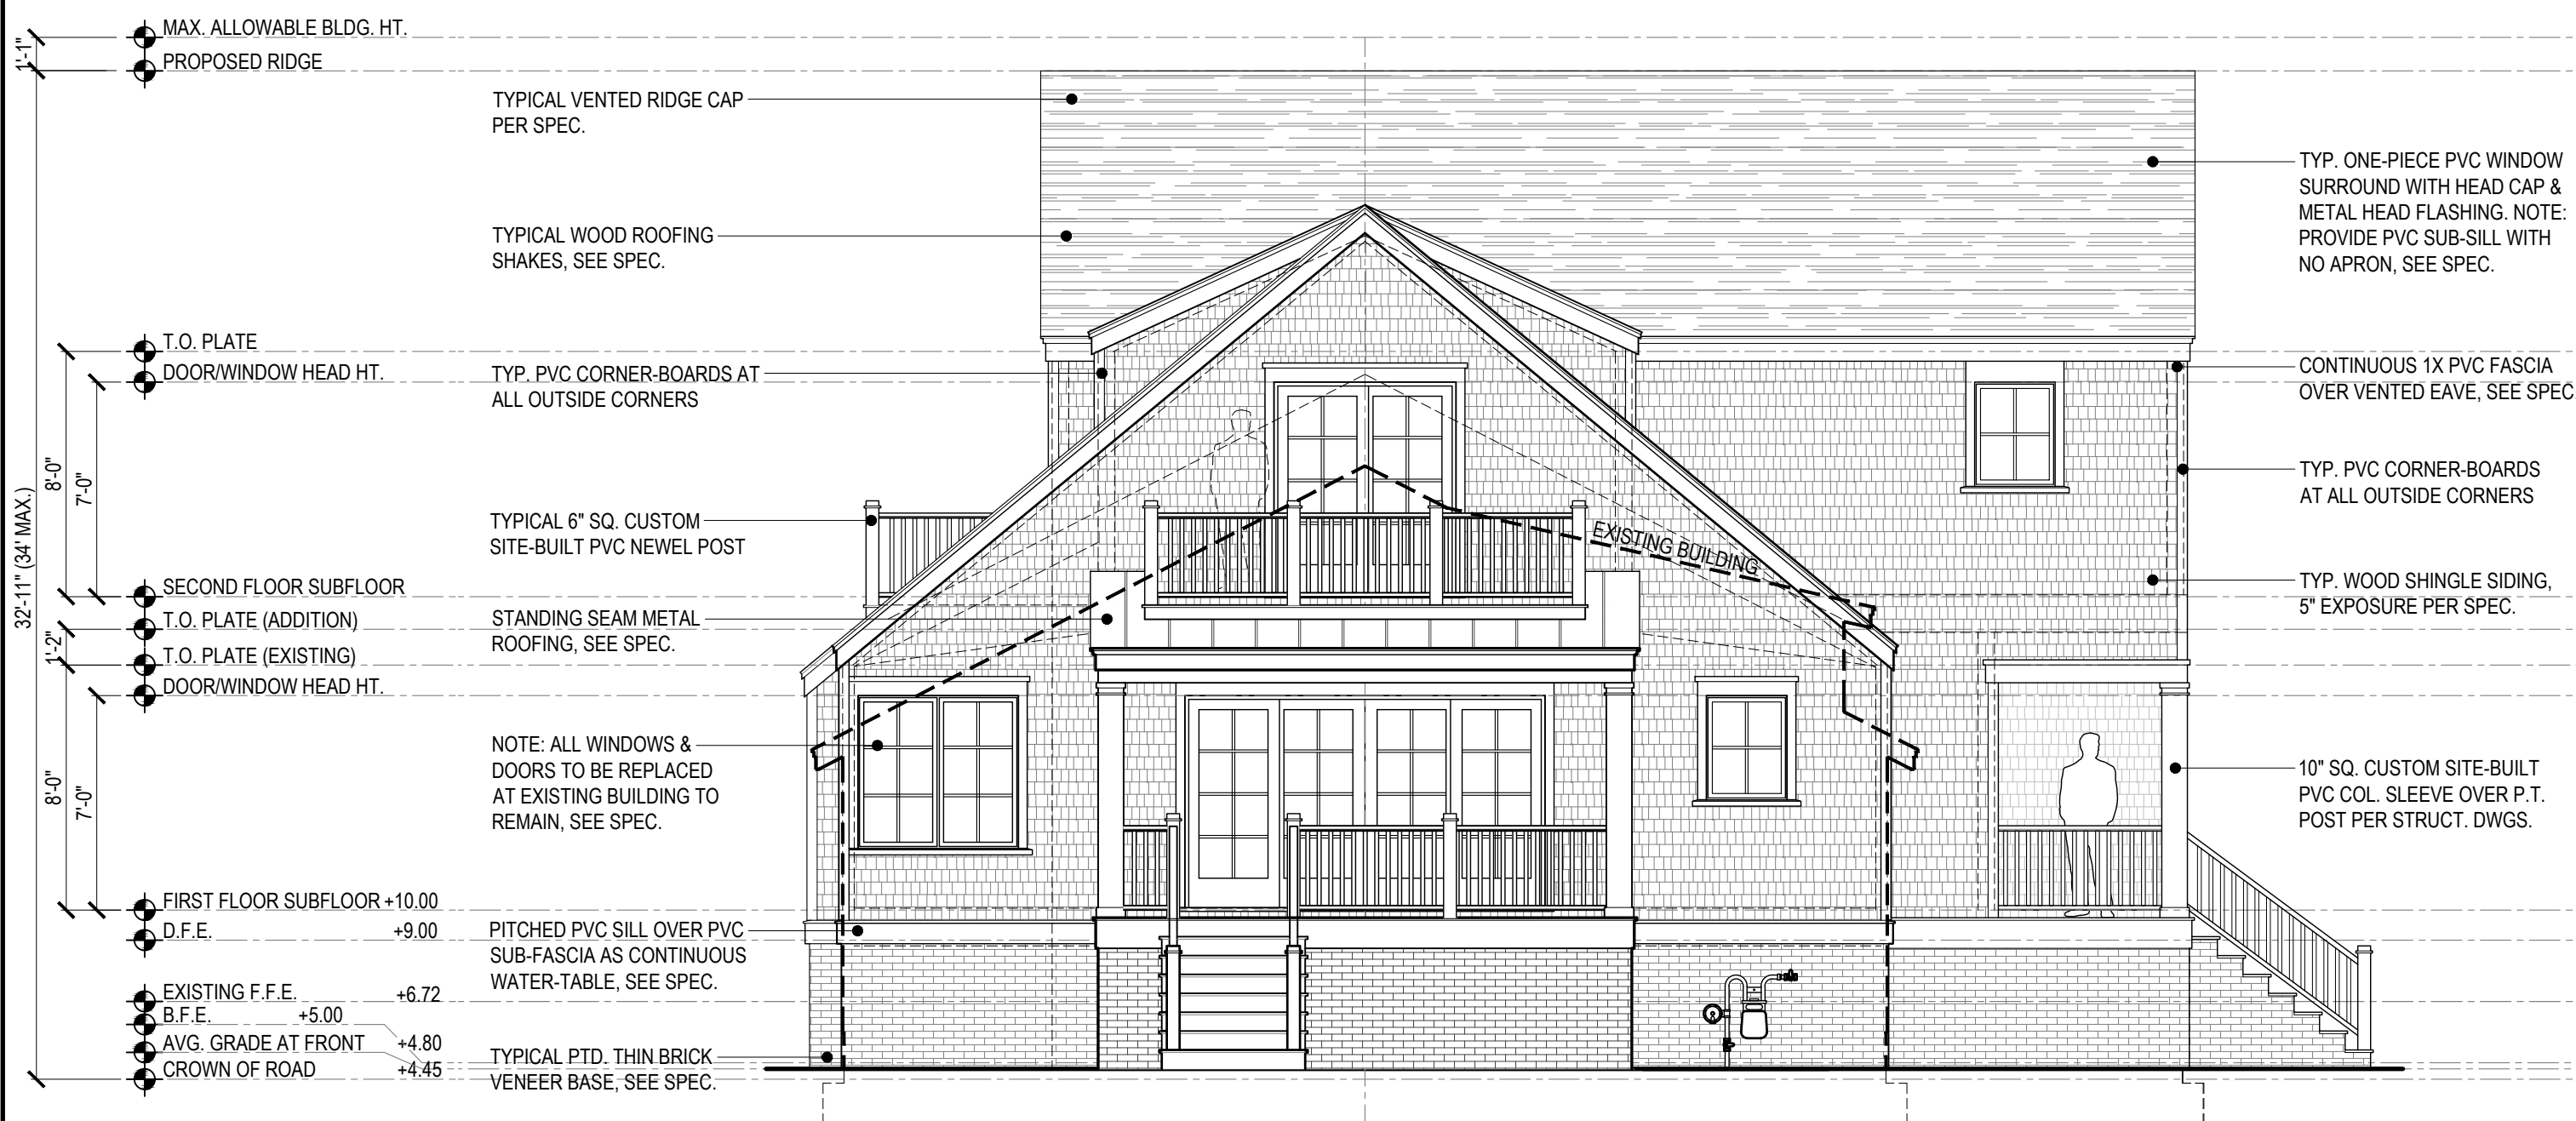 MAX. ALLOWABLE BLDG. HT.
1'-1"
PROPOSED RIDGE
32'-11" (34' MAX.)
T.O. PLATE
DOOR/WINDOW HEAD HT.
8'-0"
7'-0"
SECOND FLOOR SUBFLOOR
T.O. PLATE (ADDITION)
1'-2"
T.O. PLATE (EXISTING)
DOOR/WINDOW HEAD HT.
8'-0"
7'-0"
FIRST FLOOR SUBFLOOR +10.00
D.F.E. +9.00
EXISTING F.F.E. +6.72
B.F.E. +5.00
AVG. GRADE AT FRONT +4.80
CROWN OF ROAD +4.45
TYPICAL VENTED RIDGE CAP
PER SPEC.
TYPICAL WOOD ROOFING
SHAKES, SEE SPEC.
TYP. PVC CORNER-BOARDS AT
ALL OUTSIDE CORNERS
TYPICAL 6" SQ. CUSTOM
SITE-BUILT PVC NEWEL POST
STANDING SEAM METAL
ROOFING, SEE SPEC.
NOTE: ALL WINDOWS &
DOORS TO BE REPLACED
AT EXISTING BUILDING TO
REMAIN, SEE SPEC.
PITCHED PVC SILL OVER PVC
SUB-FASCIA AS CONTINUOUS
WATER-TABLE, SEE SPEC.
TYPICAL PTD. THIN BRICK
VENEER BASE, SEE SPEC.
EXISTING BUILDING
TYP. ONE-PIECE PVC WINDOW
SURROUND WITH HEAD CAP &
METAL HEAD FLASHING. NOTE:
PROVIDE PVC SUB-SILL WITH
NO APRON, SEE SPEC.
CONTINUOUS 1X PVC FASCIA
OVER VENTED EAVE, SEE SPEC
TYP. PVC CORNER-BOARDS
AT ALL OUTSIDE CORNERS
TYP. WOOD SHINGLE SIDING,
5" EXPOSURE PER SPEC.
10" SQ. CUSTOM SITE-BUILT
PVC COL. SLEEVE OVER P.T.
POST PER STRUCT. DWGS.